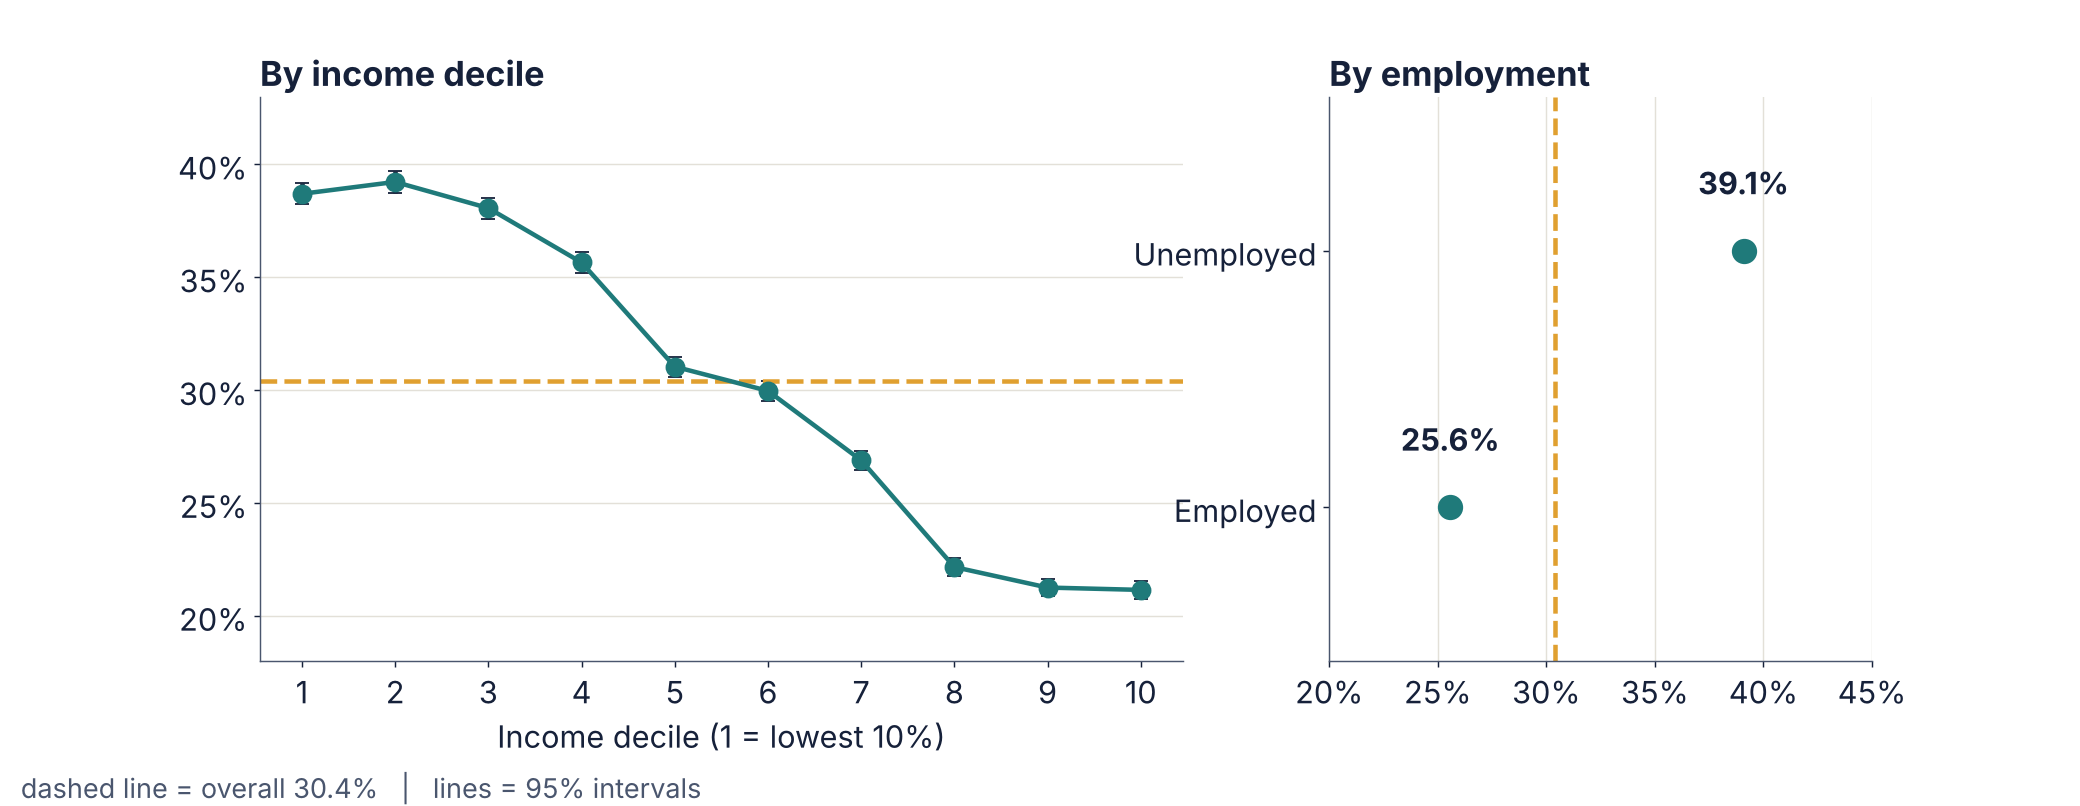 By income decile
40%
35%
30%
25%
20%
1 2 3 4 5 6 7 8 9 10
Income decile (1 = lowest 10%)
By employment
39.1%
Unemployed
25.6%
Employed
20% 25% 30% 35% 40% 45%
dashed line = overall 30.4% | lines = 95% intervals